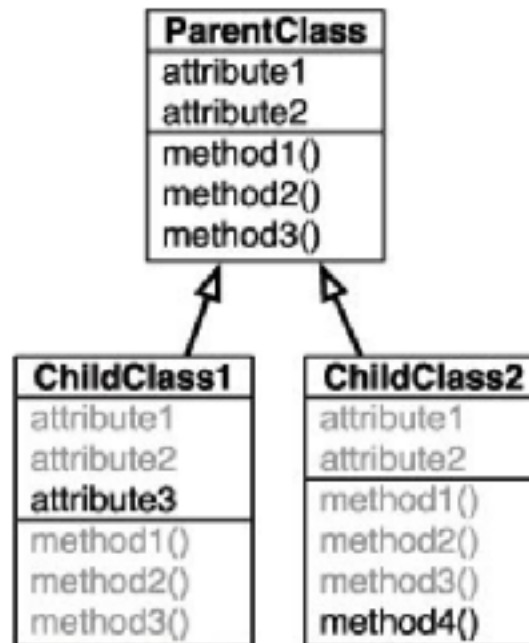 ParentClass
attribute1
attribute2
method1()
method2()
method3()
ChildClass1
attribute1
attribute2
attribute3
method1()
method2()
method3()
ChildClass2
attribute1
attribute2
method1()
method2()
method3()
method4()